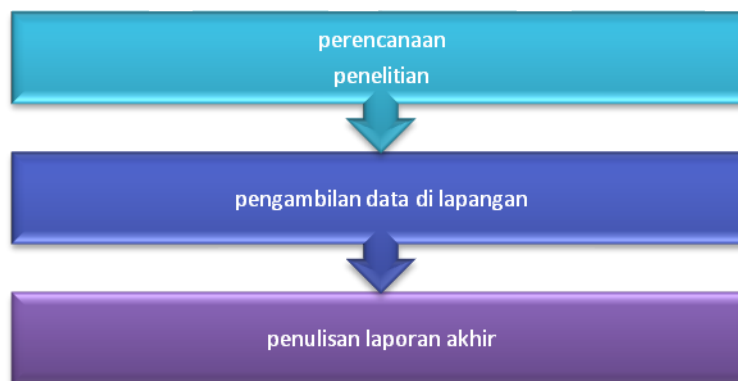 perencanaan
penelitian
pengambilan data di lapangan
penulisan laporan akhir